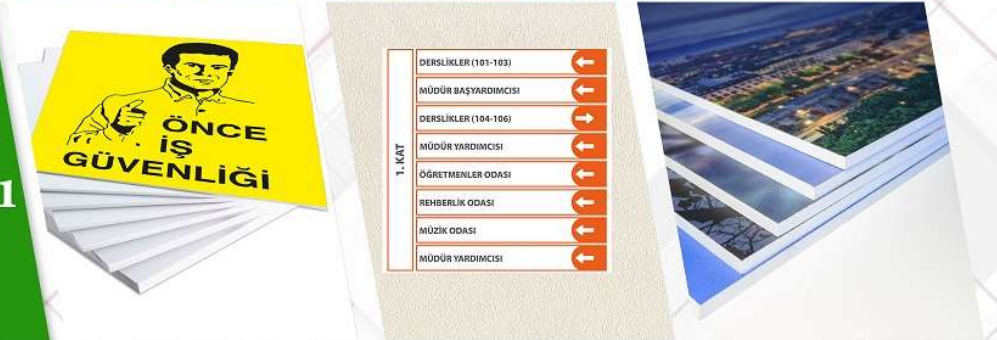 1
ÖNCE
İŞ
GÜVENLİĞİ
1. KAT
DERSLİKLER (101-103)
MÜDÜR BAŞYARDIMCISI
DERSLİKLER (104-106)
MÜDÜR YARDIMCISI
ÖĞRETMENLER ODASI
REHBERLİK ODASI
MÜZİK ODASI
MÜDÜR YARDIMCISI